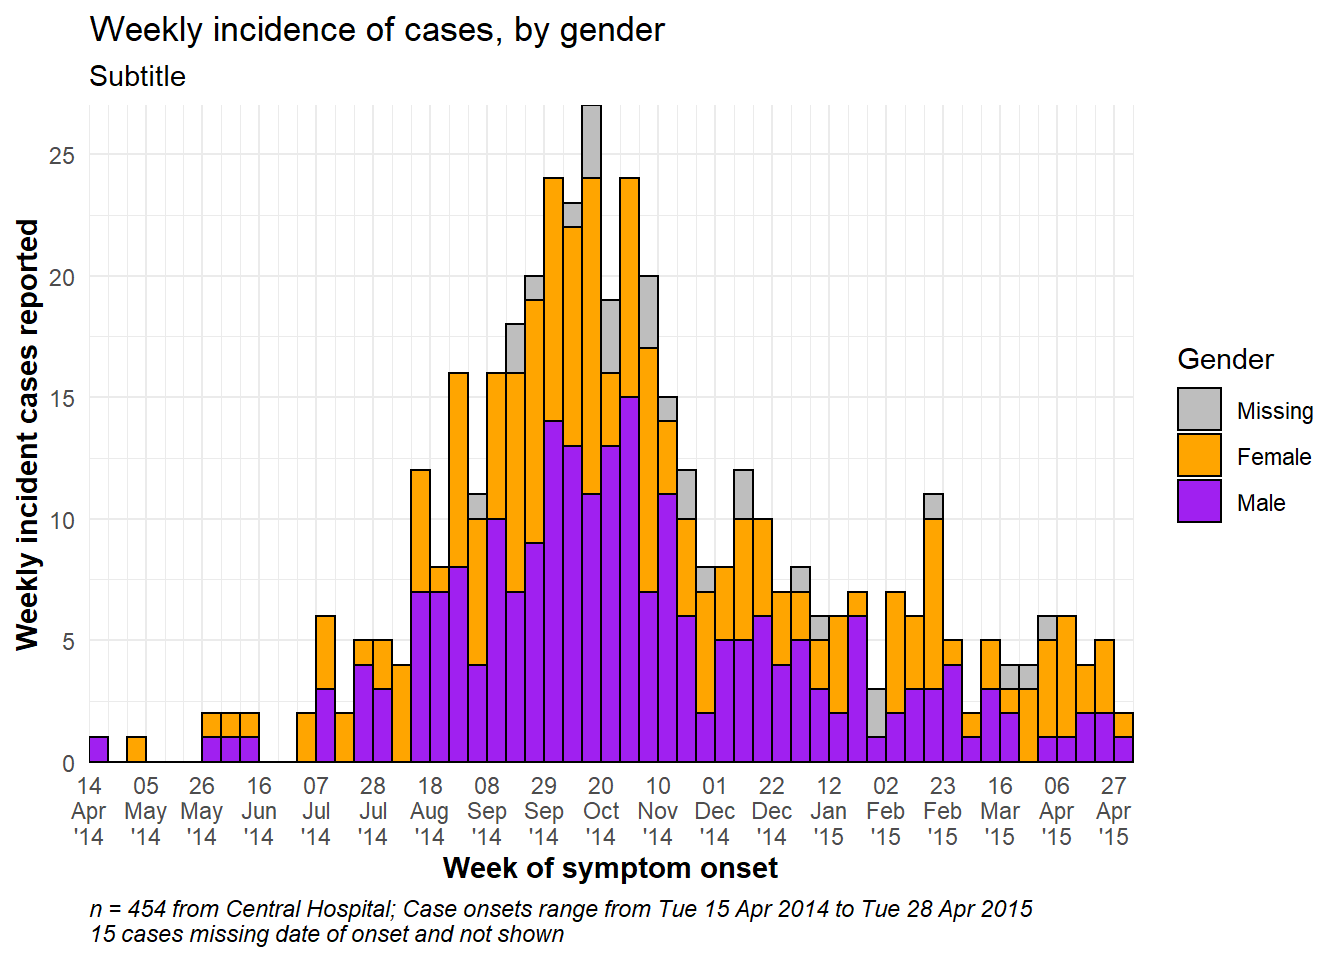 Weekly incidence of cases, by gender
Subtitle
Weekly incident cases reported
25
20
15
10
5
0
14 05 26 16 07 28 18 08 29 20 10 01 22 12 02 23 16 06 27
Apr May May Jun Jul Jul Aug Sep Sep Oct Nov Dec Dec Jan Feb Feb Mar Apr Apr
'14 '14 '14 '14 '14 '14 '14 '14 '14 '14 '14 '14 '14 '15 '15 '15 '15 '15 '15
Week of symptom onset
Gender
Missing
Female
Male
n = 454 from Central Hospital; Case onsets range from Tue 15 Apr 2014 to Tue 28 Apr 2015
15 cases missing date of onset and not shown